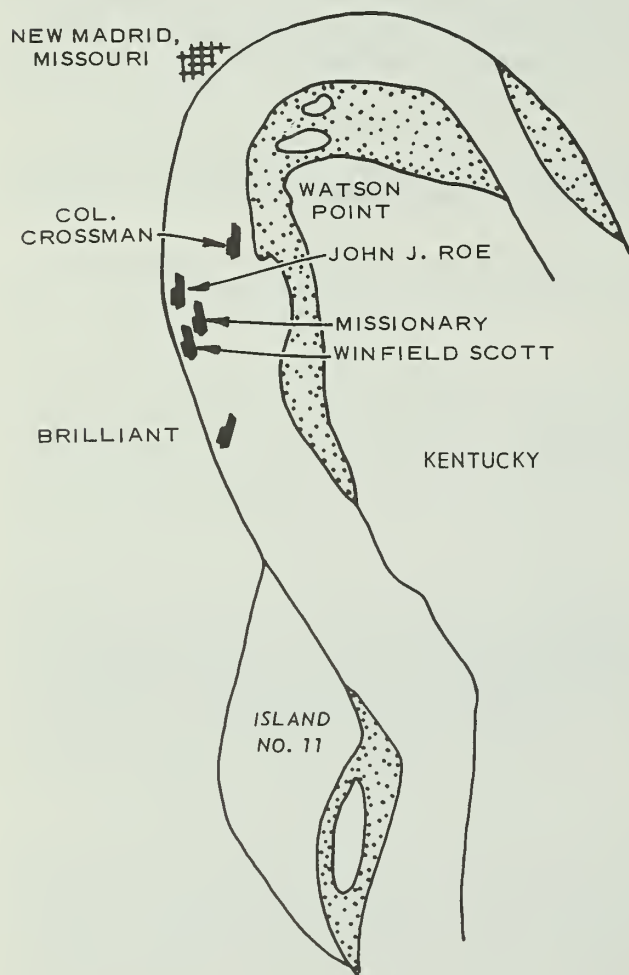 NEW MADRID,
MISSOURI
WATSON
POINT
COL.
CROSSMAN
JOHN J. ROE
MISSIONARY
WINFIELD SCOTT
BRILLIANT
KENTUCKY
ISLAND
NO. 11